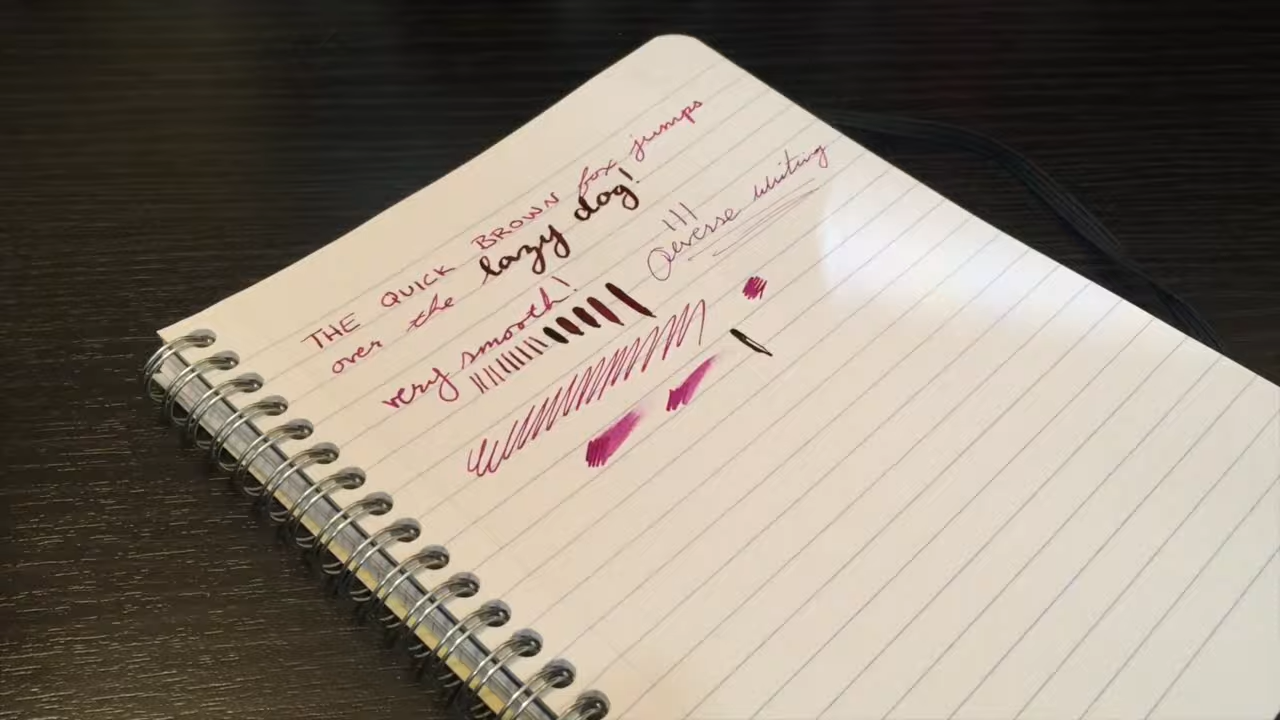 THE QUICK BROWN fox jumps
over the lazy dog!
very smooth!
Reverse writing